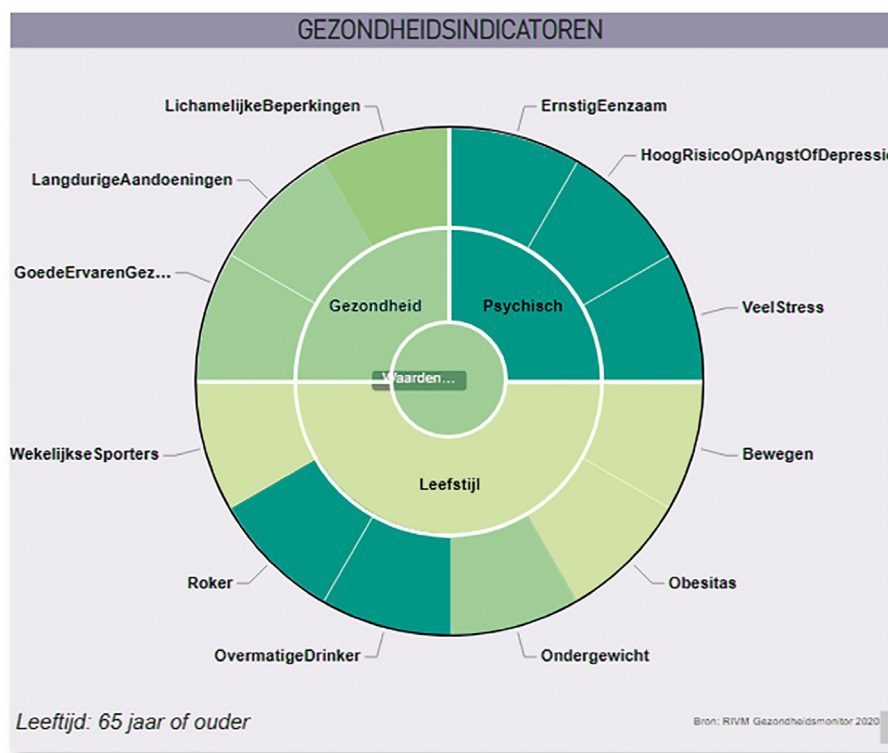 GEZONDHEIDSINDICATOREN
LichamelijkeBeperkingen
ErnstigEenzaam
HoogRisicoOpAngstOfDepressie
LangdurigeAandoeningen
GoedeErvarenGez...
Gezondheid
Psychisch
VeelStress
Waarden...
WekelijkseSporters
Bewegen
Leefstijl
Roker
Obesitas
OvermatigeDrinker
Ondergewicht
Leeftijd: 65 jaar of ouder
Bron: RIVM Gezondheidsmonitor 2020